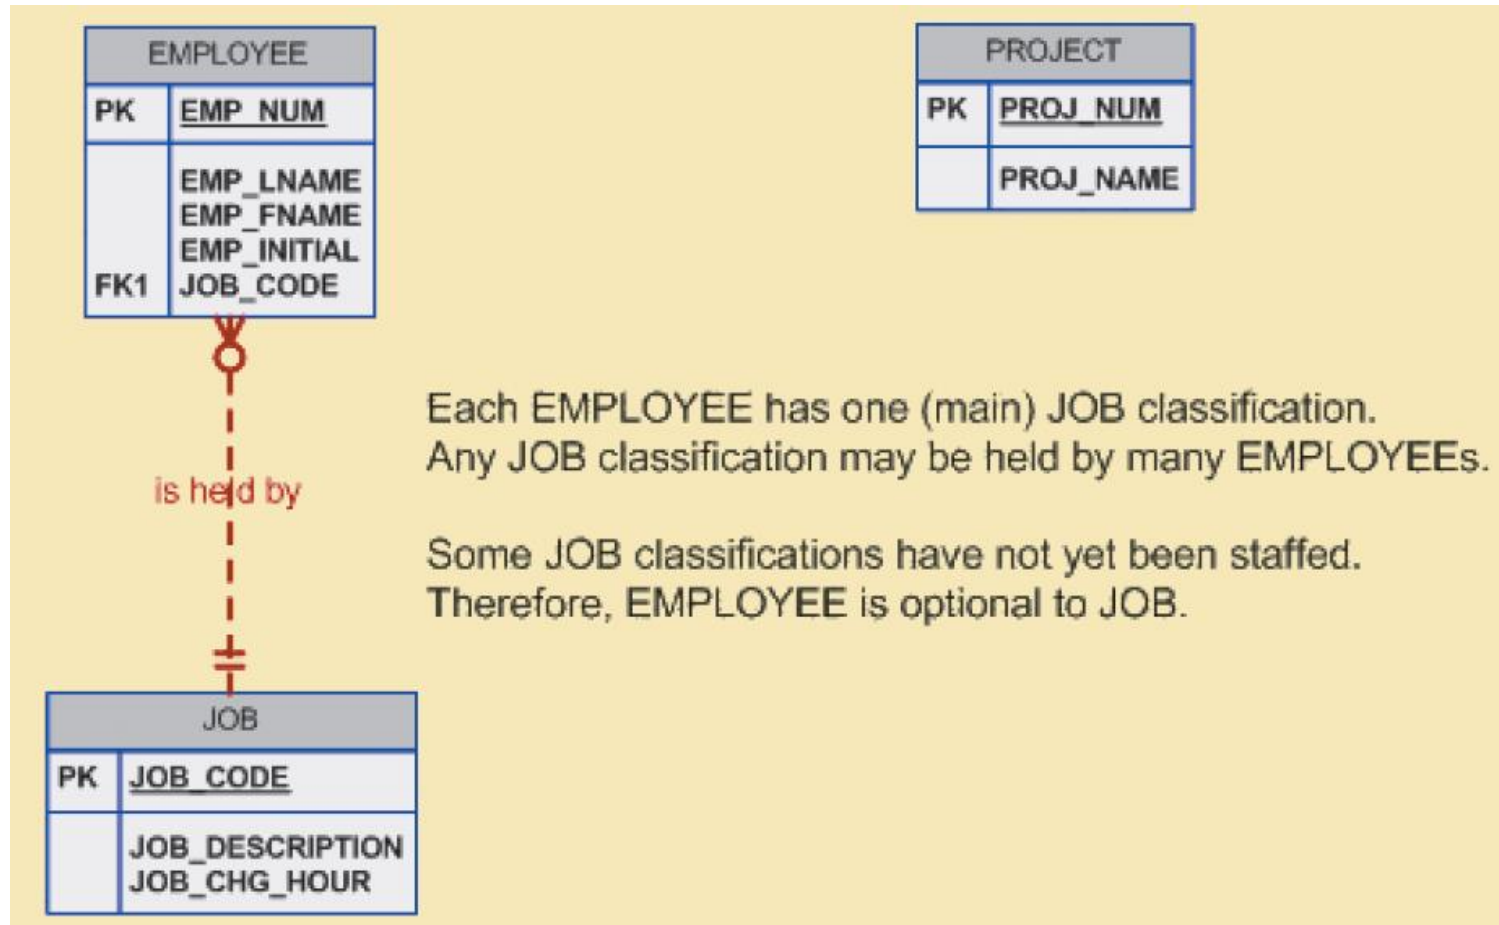 EMPLOYEE
PK EMP_NUM
EMP_LNAME
EMP_FNAME
EMP_INITIAL
FK1 JOB_CODE
PROJECT
PK PROJ_NUM
PROJ_NAME
is held by
Each EMPLOYEE has one (main) JOB classification.
Any JOB classification may be held by many EMPLOYEEs.
Some JOB classifications have not yet been staffed.
Therefore, EMPLOYEE is optional to JOB.
JOB
PK JOB_CODE
JOB_DESCRIPTION
JOB_CHG_HOUR